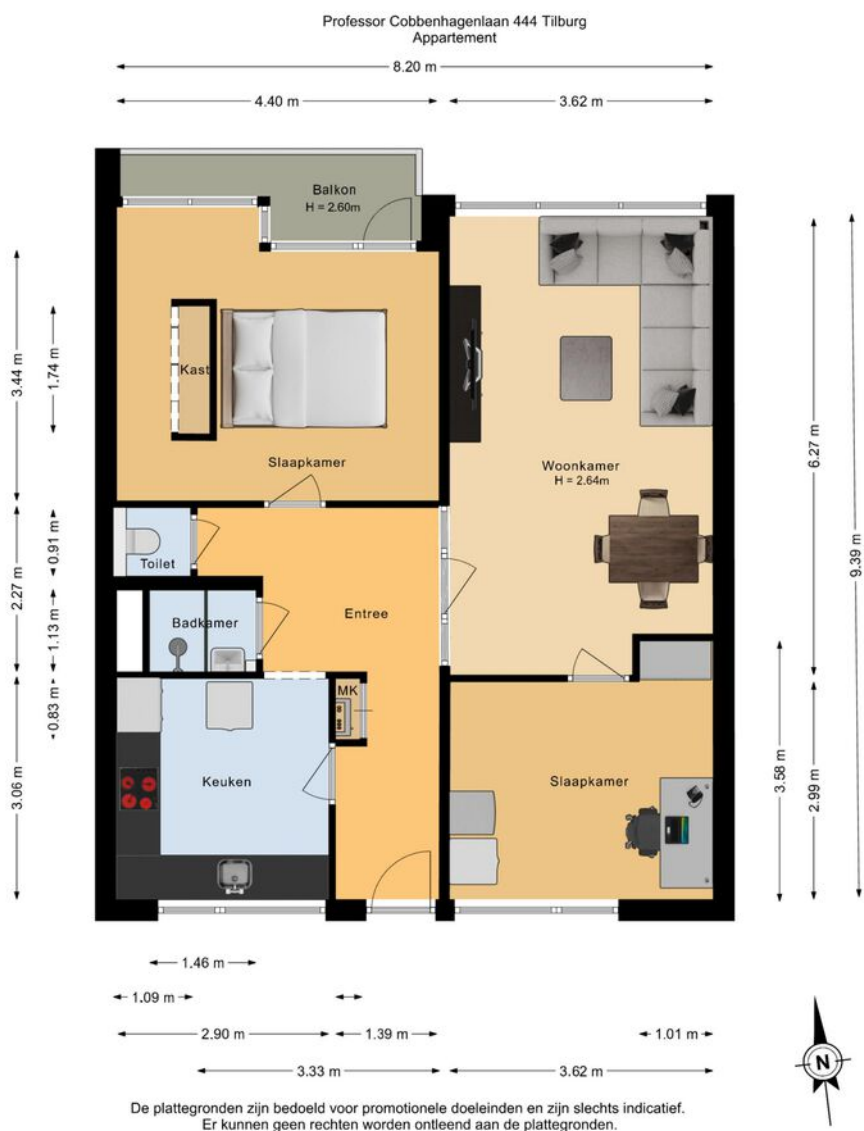 Professor Cobbenhagenlaan 444 Tilburg
Appartement
8.20 m
4.40 m
3.62 m
Balkon
H = 2.60m
3.44 m
1.74 m
Kast
Slaapkamer
Woonkamer
H = 2.64m
6.27 m
9.39 m
2.27 m
0.91 m
Toilet
1.13 m
Badkamer
Entree
0.83 m
MK
3.06 m
Keuken
Slaapkamer
3.58 m
2.99 m
1.46 m
1.09 m
2.90 m
1.39 m
1.01 m
3.33 m
3.62 m
N
De plattegronden zijn bedoeld voor promotionele doeleinden en zijn slechts indicatief.
Er kunnen geen rechten worden ontleend aan de plattegronden.